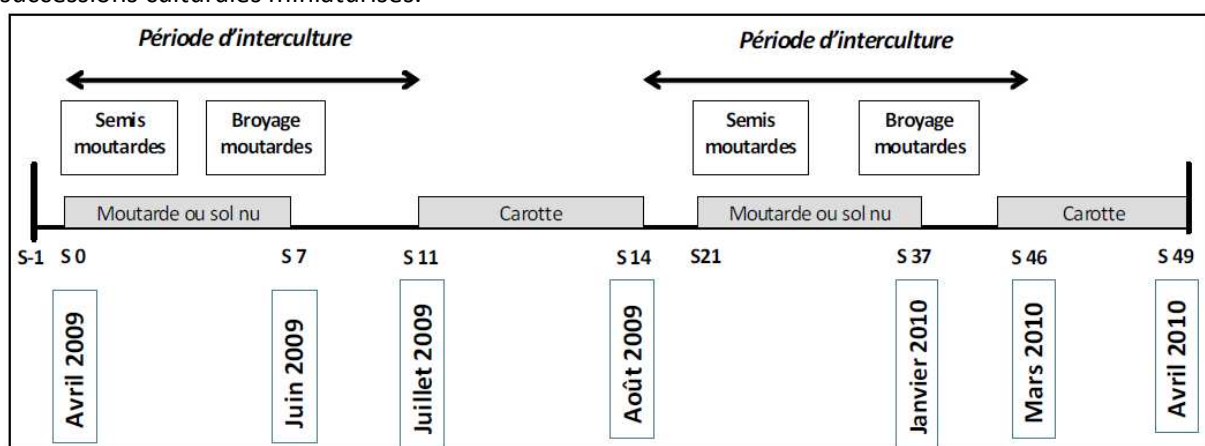 successions culturales miniaturisés.
Période d'interculture Période d'interculture
Semis moutardes
Broyage moutardes
Semis moutardes
Broyage moutardes
Moutarde ou sol nu
Carotte
Moutarde ou sol nu
Carotte
S-1 S 0 S 7 S 11 S 14 S21 S 37 S 46 S 49
Avril 2009
Juin 2009
Juillet 2009
Août 2009
Janvier 2010
Mars 2010
Avril 2010